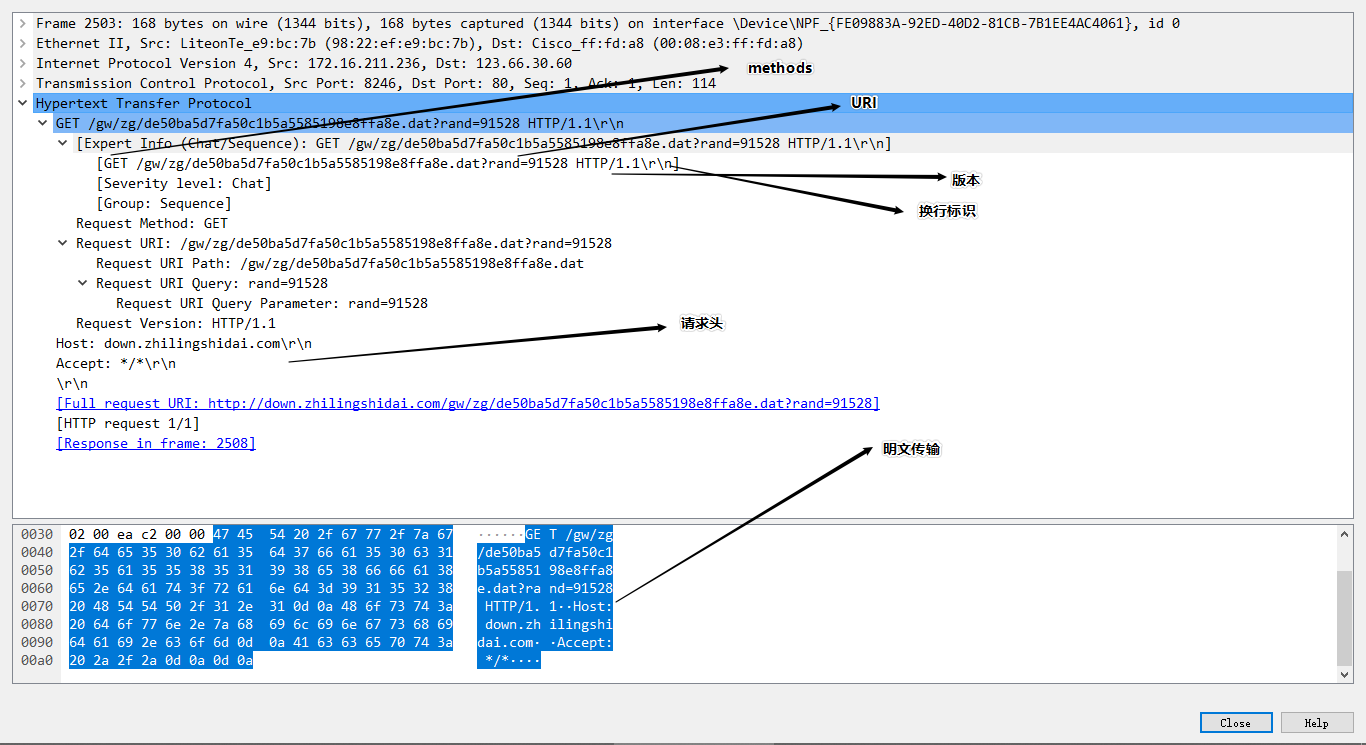 Frame 2503: 168 bytes on wire (1344 bits), 168 bytes captured (1344 bits) on interface \Device\NPF_{FE09883A-92ED-40D2-81CB-7B1EE4AC4061}, id 0
Ethernet II, Src: LiteonTe_e9:bc:7b (98:22:ef:e9:bc:7b), Dst: Cisco_ff:fd:a8 (00:08:e3:ff:fd:a8)
Internet Protocol Version 4, Src: 172.16.211.236, Dst: 123.66.30.60
methods
Transmission Control Protocol, Src Port: 8246, Dst Port: 80, Seq: 1, Ack: 1, Len: 114
Hypertext Transfer Protocol
URI
GET /gw/zg/de50ba5d7fa50c1b5a5585198e8ffa8e.dat?rand=91528 HTTP/1.1\r\n
[Expert Info (Chat/Sequence): GET /gw/zg/de50ba5d7fa50c1b5a5585198e8ffa8e.dat?rand=91528 HTTP/1.1\r\n]
[GET /gw/zg/de50ba5d7fa50c1b5a5585198e8ffa8e.dat?rand=91528 HTTP/1.1\r\n]
[Severity level: Chat]
版本
[Group: Sequence]
换行标识
Request Method: GET
Request URI: /gw/zg/de50ba5d7fa50c1b5a5585198e8ffa8e.dat?rand=91528
Request URI Path: /gw/zg/de50ba5d7fa50c1b5a5585198e8ffa8e.dat
Request URI Query: rand=91528
Request URI Query Parameter: rand=91528
Request Version: HTTP/1.1
请求头
Host: down.zhilingshidai.com\r\n
Accept: */*\r\n
\r\n
[Full request URI: http://down.zhilingshidai.com/gw/zg/de50ba5d7fa50c1b5a5585198e8ffa8e.dat?rand=91528]
[HTTP request 1/1]
[Response in frame: 2508]
明文传输
0030 02 00 ea c2 00 00 47 45 54 20 2f 67 77 2f 7a 67 ······GE T /gw/zg
0040 2f 64 65 35 30 62 61 35 64 37 66 61 35 30 63 31 /de50ba5 d7fa50c1
0050 62 35 61 35 35 38 35 31 39 38 65 38 66 66 61 38 b5a55851 98e8ffa8
0060 65 2e 64 61 74 3f 72 61 6e 64 3d 39 31 35 32 38 e.dat?ra nd=91528
0070 20 48 54 54 50 2f 31 2e 31 0d 0a 48 6f 73 74 3a HTTP/1. 1··Host:
0080 20 64 6f 77 6e 2e 7a 68 69 6c 69 6e 67 73 68 69 down.zh ilingshi
0090 64 61 69 2e 63 6f 6d 0d 0a 41 63 63 65 70 74 3a dai.com· ·Accept:
00a0 20 2a 2f 2a 0d 0a 0d 0a */*····
Close
Help